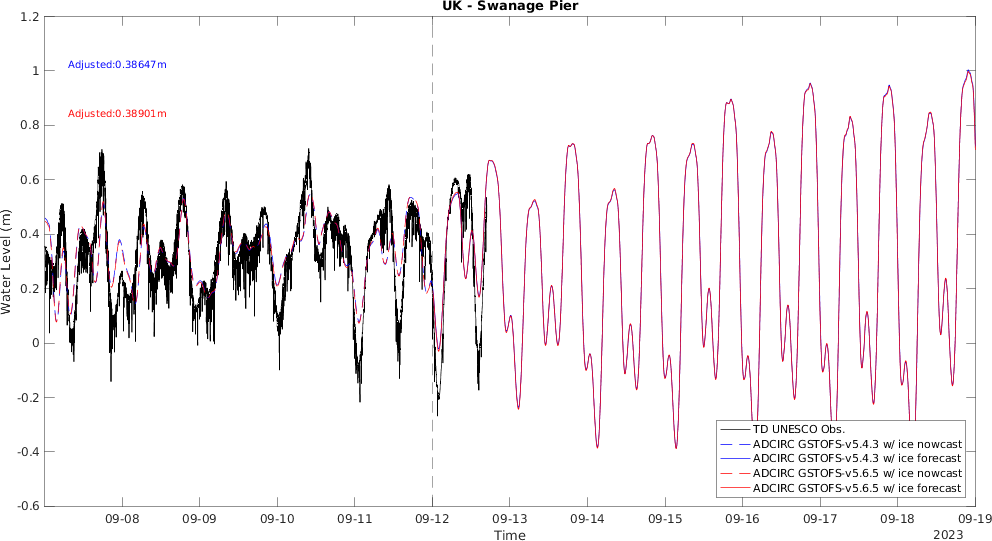 UK - Swanage Pier
1.2
1
0.8
0.6
0.4
0.2
0
-0.2
-0.4
-0.6
Water Level (m)
Adjusted:0.38647m
Adjusted:0.38901m
TD UNESCO Obs.
ADCIRC GSTOFS-v5.4.3 w/ ice nowcast
ADCIRC GSTOFS-v5.4.3 w/ ice forecast
ADCIRC GSTOFS-v5.6.5 w/ ice nowcast
ADCIRC GSTOFS-v5.6.5 w/ ice forecast
09-08 09-09 09-10 09-11 09-12 09-13 09-14 09-15 09-16 09-17 09-18 09-19
Time
2023